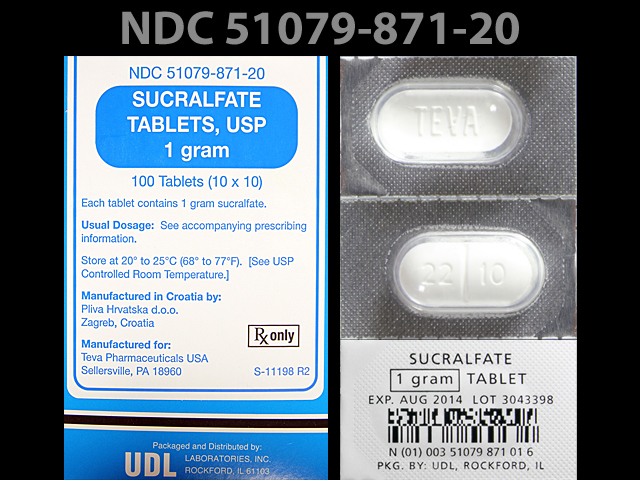 NDC 51079-871-20
NDC 51079-871-20
SUCRALFATE
TABLETS, USP
1 gram
100 Tablets (10 x 10)
Each tablet contains 1 gram sucralfate.
Usual Dosage: See accompanying prescribing
information.
Store at 20° to 25°C (68° to 77°F). [See USP
Controlled Room Temperature.]
Manufactured in Croatia by:
Pliva Hrvatska d.o.o.
Zagreb, Croatia
Rx only
Manufactured for:
Teva Pharmaceuticals USA
Sellersville, PA 18960
S-11198 R2
Packaged and Distributed by:
UDL LABORATORIES, INC.
ROCKFORD, IL 61103
TEVA
22 10
SUCRALFATE
1 gram TABLET
EXP. AUG 2014 LOT 3043398
N (01) 003 51079 871 01 6
PKG. BY: UDL, ROCKFORD, IL